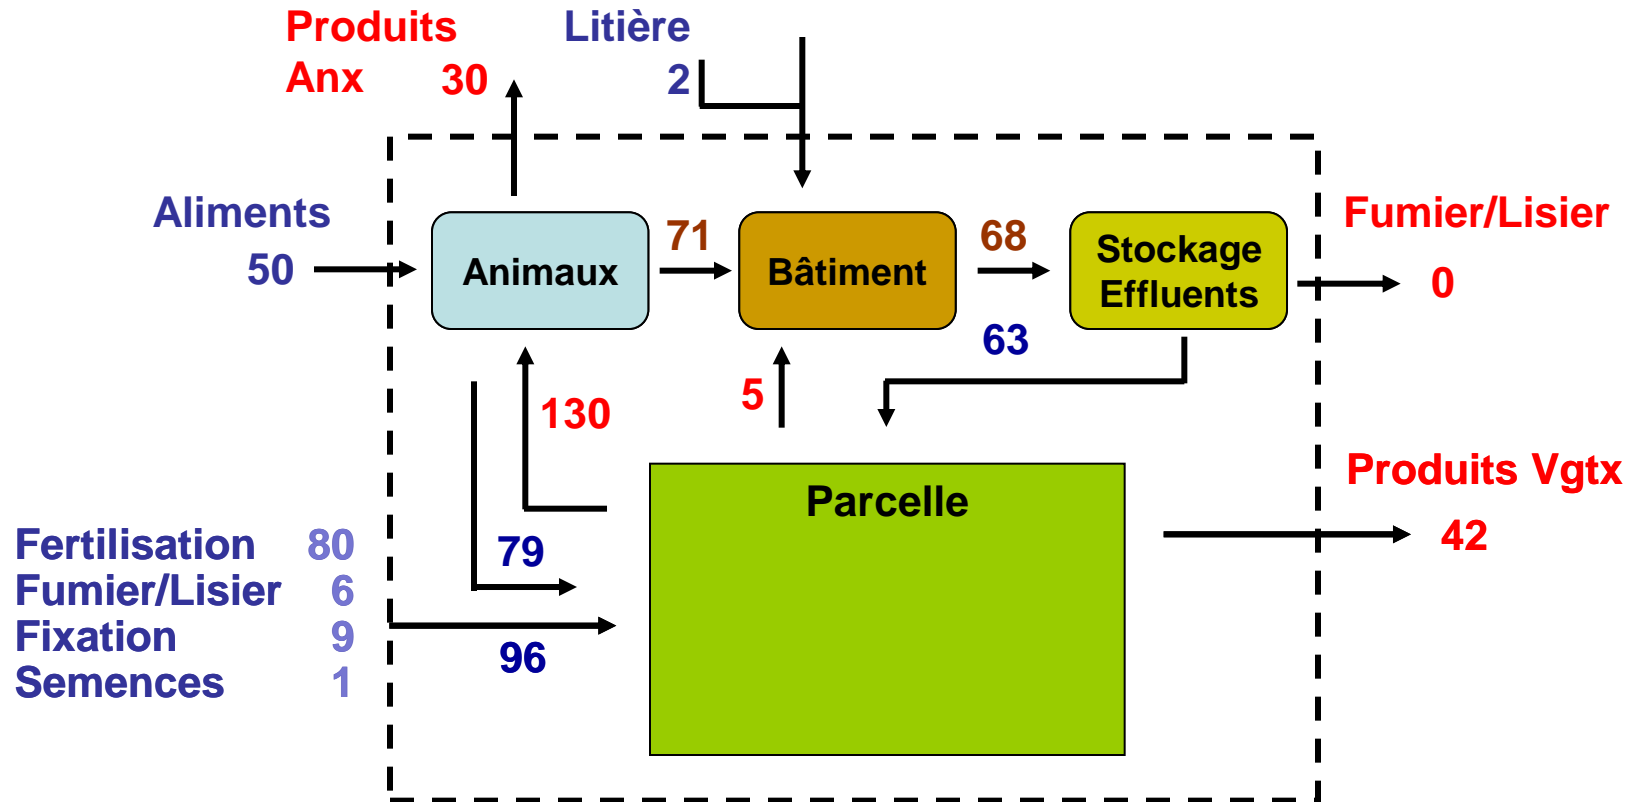 Produits
Anx 30
Litière
2
Aliments
50
Animaux
71
Bâtiment
68
Stockage
Effluents
Fumier/Lisier
0
63
130
5
Parcelle
Produits Vgtx
42
79
Fertilisation 80
Fumier/Lisier 6
Fixation 9
Semences 1
96